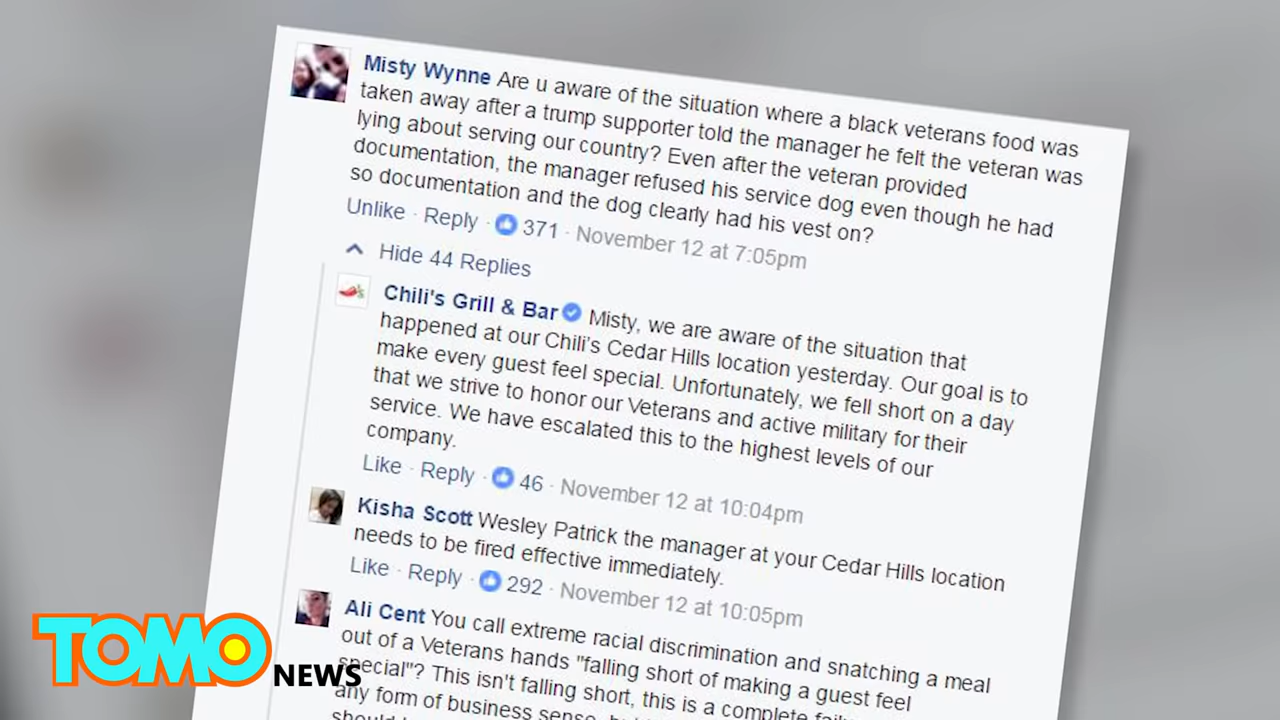 Misty Wynne Are u aware of the situation where a black veterans food was
taken away after a trump supporter told the manager he felt the veteran was
lying about serving our country? Even after the veteran provided
documentation, the manager refused his service dog even though he had
so documentation and the dog clearly had his vest on?
Unlike · Reply · 371 · November 12 at 7:05pm
Hide 44 Replies
Chili's Grill & Bar Misty, we are aware of the situation that
happened at our Chili's Cedar Hills location yesterday. Our goal is to
make every guest feel special. Unfortunately, we fell short on a day
that we strive to honor our Veterans and active military for their
service. We have escalated this to the highest levels of our
company.
Like · Reply · 46 · November 12 at 10:04pm
Kisha Scott Wesley Patrick the manager at your Cedar Hills location
needs to be fired effective immediately.
Like · Reply · 292 · November 12 at 10:05pm
Ali Cent You call extreme racial discrimination and snatching a meal
out of a Veterans hands "falling short of making a guest feel
special"? This isn't falling short, this is a complete
any form of business sense
TOMO
NEWS